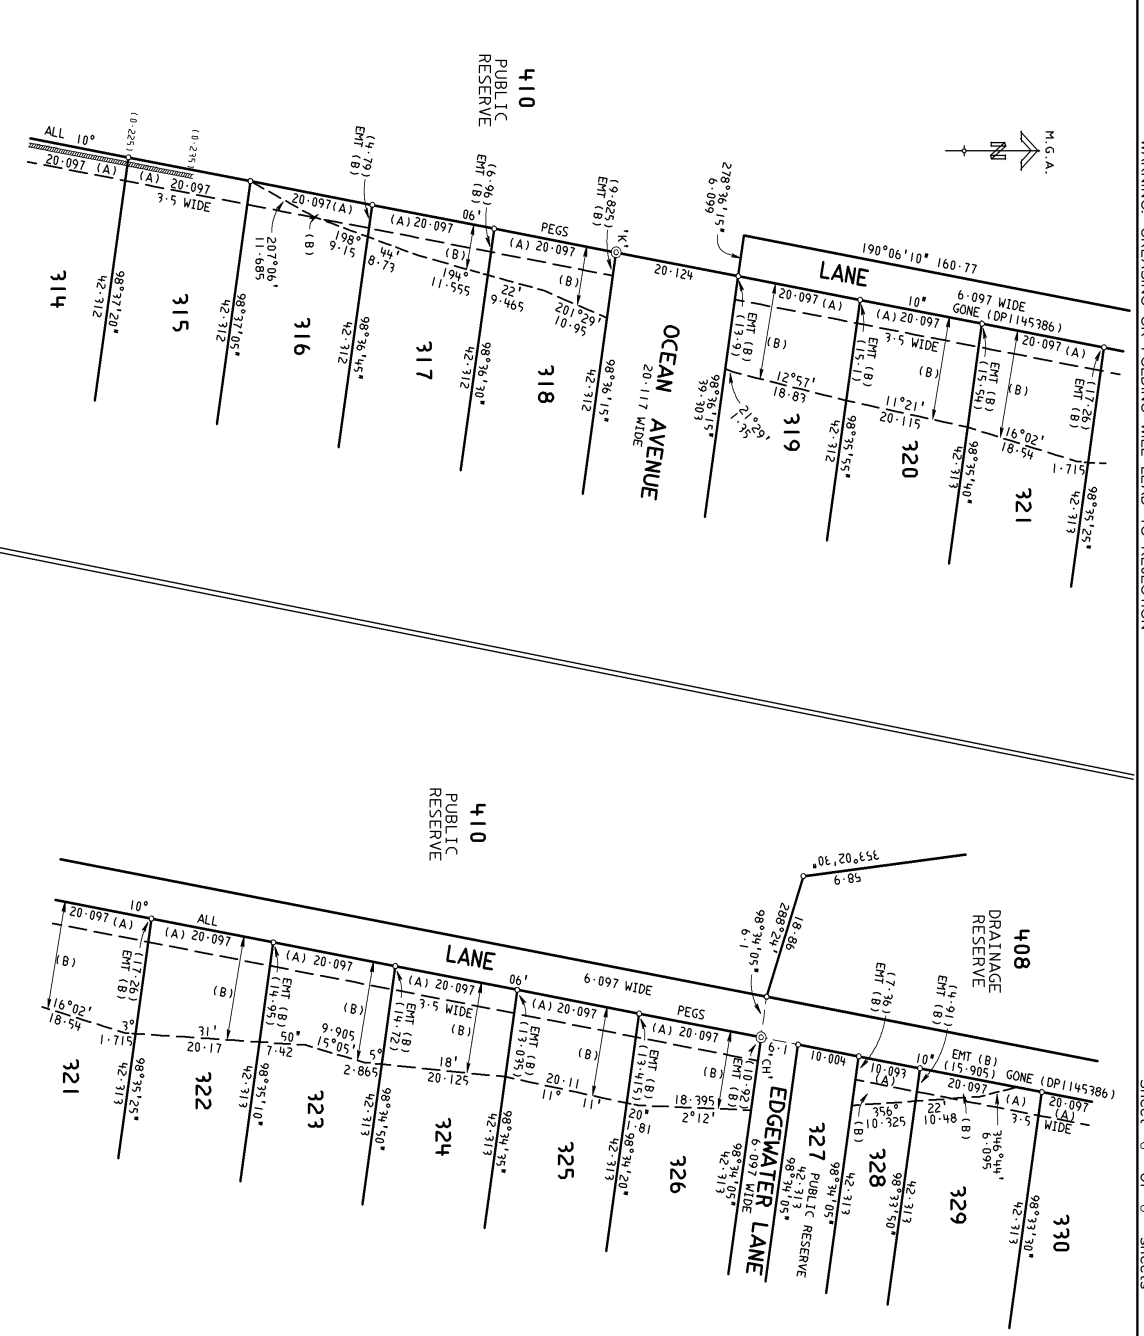 M.G.A.
N
410
PUBLIC
RESERVE
190°06'10" 160·77
LANE
6·097 WIDE
10"
GONE (DP1145386)
278°36'15"
6·099
20·097 (A)
(A) 20·097
20·097 (A)
3·5 WIDE
EMT (B)
(13·9)
(B)
EMT (B)
(15·1)
(B)
EMT (B)
(15·54)
(B)
(17·26)
EMT (B)
12°57'
18·83
11°21'
20·115
16°02'
18·54
1·715
21°29'
1·35
319
320
321
98°36'15"
39·303
98°35'55"
42·312
98°35'40"
42·313
98°35'25"
42·313
20·124
OCEAN AVENUE
20·117 WIDE
'K'
(9·825)
EMT (B)
(6·96)
EMT (B)
(4·79)
EMT (B)
(0·235)
(0·225)
ALL
10"
06'
PEGS
20·097 (A)
(A) 20·097
20·097(A)
(A) 20·097
(A) 20·097
3·5 WIDE
(B)
(B)
(B)
207°06'
11·685
198°
9·15
44'
8·73
194°
11·555
22'
9·465
201°29'
10·95
314
315
316
317
318
98°37'20"
42·312
98°37'05"
42·312
98°36'45"
42·312
98°36'30"
42·312
98°36'15"
42·312
410
PUBLIC
RESERVE
408
DRAINAGE
RESERVE
353°02'30"
58·9
288°24'
18·86
98°34'05"
6·1
LANE
6·097 WIDE
10"
ALL
06'
PEGS
10"
EMT (B)
(15·905)
GONE (DP1145386)
20·097 (A)
(A) 20·097
(A) 20·097
(A) 20·097
(A) 20·097
(A) 20·097
3·5 WIDE
'CH'
6·1
10·004
10·093
(A)
20·097
(A)
20·097
(A)
3·5
WIDE
(7·36)
EMT (B)
(4·91)
EMT (B)
(B)
(B)
EMT (B)
(17·26)
(B)
EMT (B)
(14·95)
(B)
EMT (B)
(14·72)
(B)
EMT (B)
(13·035)
(B)
EMT (B)
(13·415)
(B)
EMT (B)
(10·92)
(B)
(B)
16°02'
18·54
3°
1·715
31'
20·17
50"
7·42
9·905
15°05'
5°
2·865
18'
20·125
20·11
11°
11'
20"
1·81
18·395
2°12'
356°
10·325
22'
10·48
346°44'
6·095
321
322
323
324
325
326
327 PUBLIC RESERVE
328
329
330
EDGEWATER LANE
6·097 WIDE
98°35'25"
42·313
98°35'10"
42·313
98°34'50"
42·313
98°34'35"
42·313
98°34'20"
42·313
98°34'05"
42·313
98°34'05"
42·313
98°34'05"
42·313
98°33'50"
42·313
98°33'30"
42·313